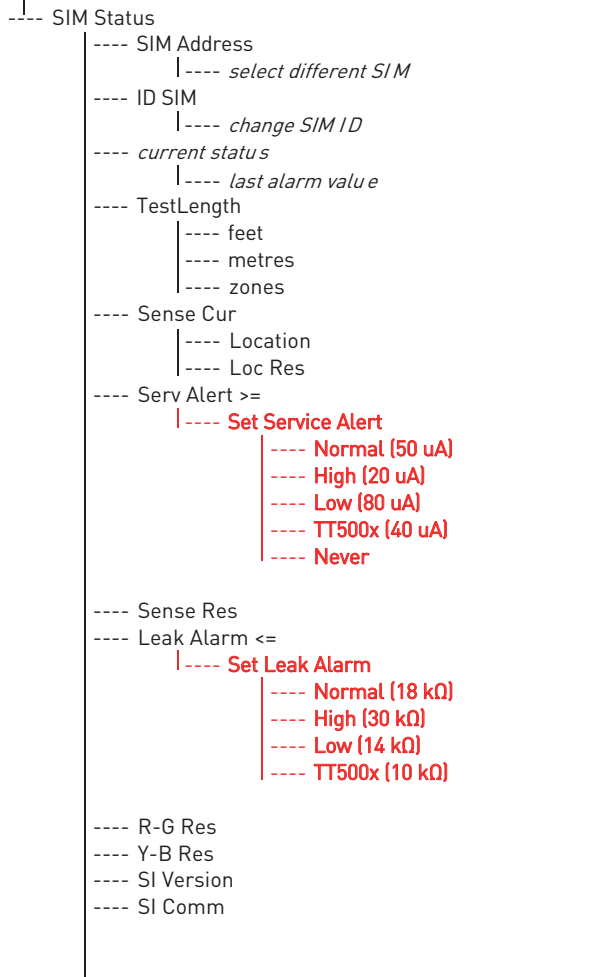 ---- SIM Status
---- SIM Address
---- select different SIM
---- ID SIM
---- change SIM ID
---- current status
---- last alarm value
---- TestLength
---- feet
---- metres
---- zones
---- Sense Cur
---- Location
---- Loc Res
---- Serv Alert >=
---- Set Service Alert
---- Normal (50 uA)
---- High (20 uA)
---- Low (80 uA)
---- TT500x (40 uA)
---- Never
---- Sense Res
---- Leak Alarm <=
---- Set Leak Alarm
---- Normal (18 kΩ)
---- High (30 kΩ)
---- Low (14 kΩ)
---- TT500x (10 kΩ)
---- R-G Res
---- Y-B Res
---- SI Version
---- SI Comm